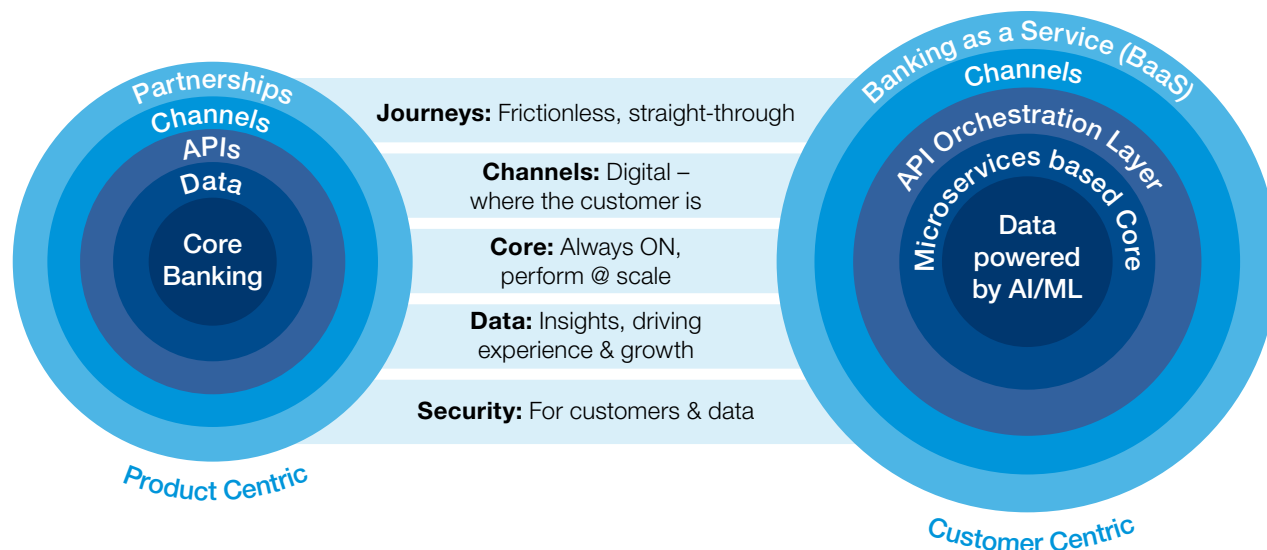 Partnerships
Channels
APIs
Data
Core
Banking
Product Centric
Journeys: Frictionless, straight-through
Channels: Digital –
where the customer is
Core: Always ON,
perform @ scale
Data: Insights, driving
experience & growth
Security: For customers & data
Banking as a Service (BaaS)
Channels
API Orchestration Layer
Microservices based Core
Data
powered
by AI/ML
Customer Centric